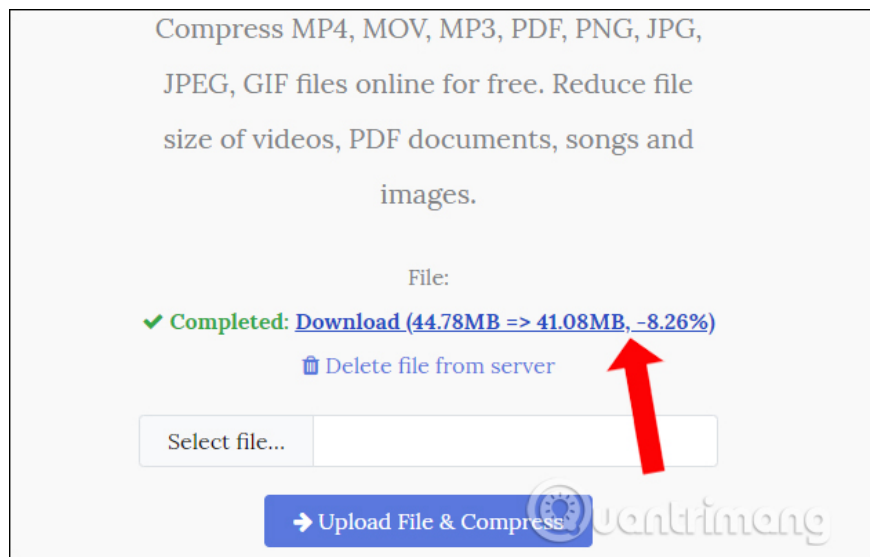 Compress MP4, MOV, MP3, PDF, PNG, JPG,
JPEG, GIF files online for free. Reduce file
size of videos, PDF documents, songs and
images.
File:
Completed: Download (44.78MB => 41.08MB, -8.26%)
Delete file from server
Select file...
Upload File & Compress
Quantrimang